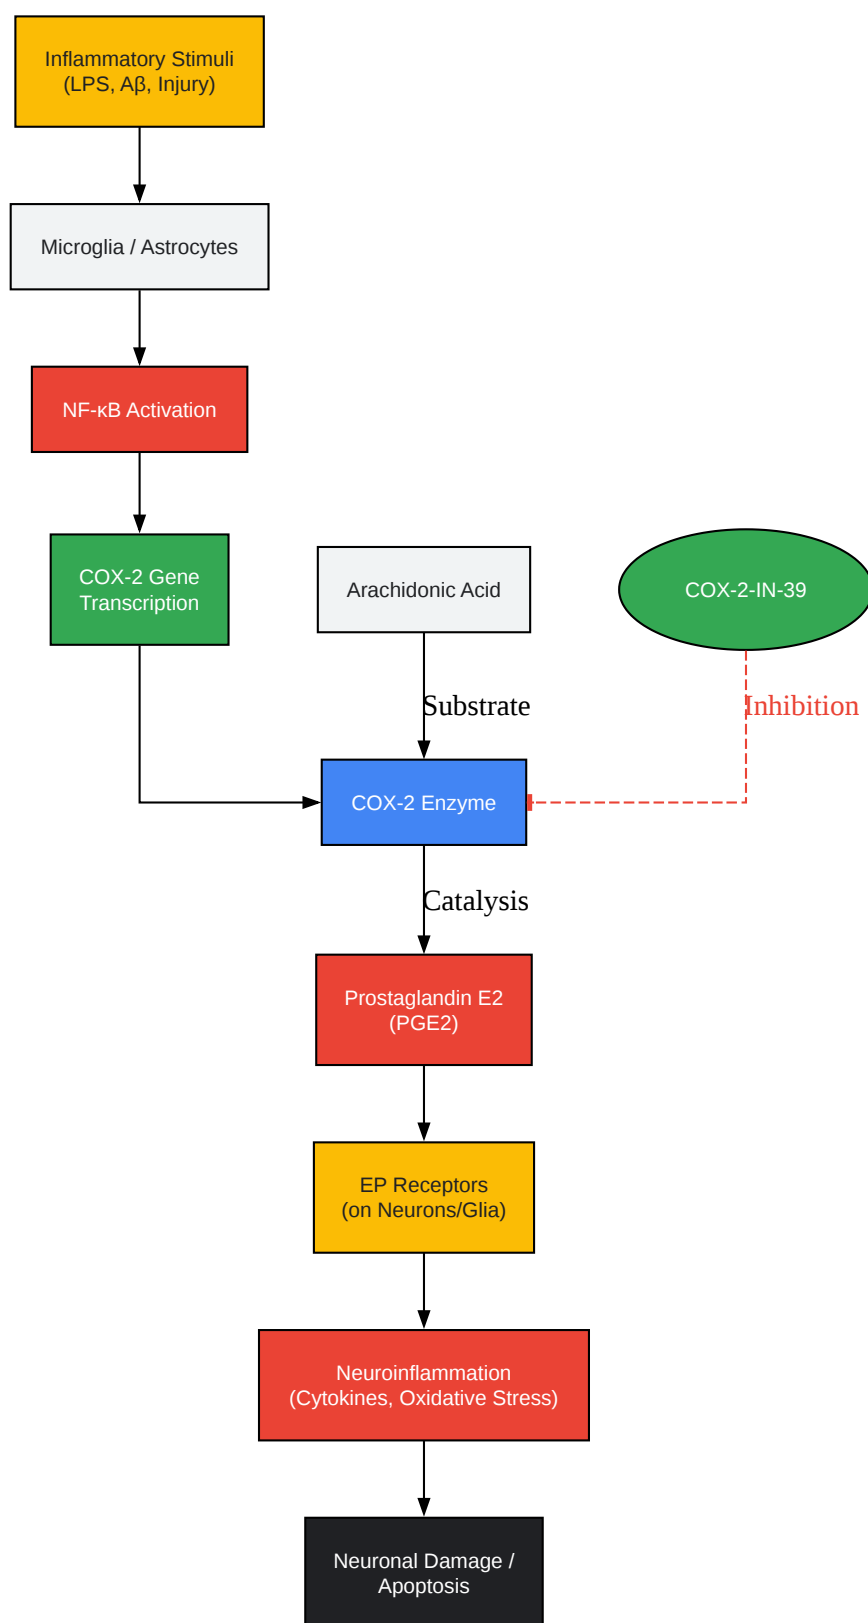 Inflammatory Stimuli
(LPS, Aβ, Injury)
Microglia / Astrocytes
NF-κB Activation
COX-2 Gene
Transcription
Arachidonic Acid
COX-2-IN-39
Substrate
Inhibition
COX-2 Enzyme
Catalysis
Prostaglandin E2
(PGE2)
EP Receptors
(on Neurons/Glia)
Neuroinflammation
(Cytokines, Oxidative Stress)
Neuronal Damage /
Apoptosis